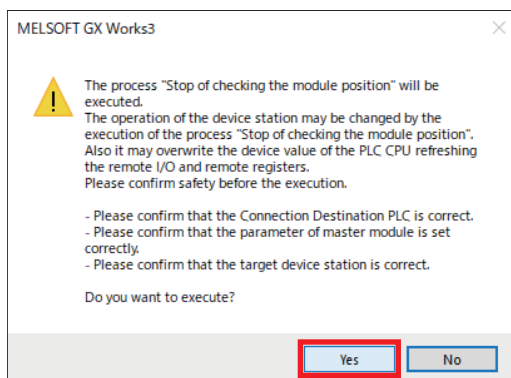 MELSOFT GX Works3
The process "Stop of checking the module position" will be
executed.
The operation of the device station may be changed by the
execution of the process "Stop of checking the module position".
Also it may overwrite the device value of the PLC CPU refreshing
the remote I/O and remote registers.
Please confirm safety before the execution.
- Please confirm that the Connection Destination PLC is correct.
- Please confirm that the parameter of master module is set
correctly.
- Please confirm that the target device station is correct.
Do you want to execute?
Yes No